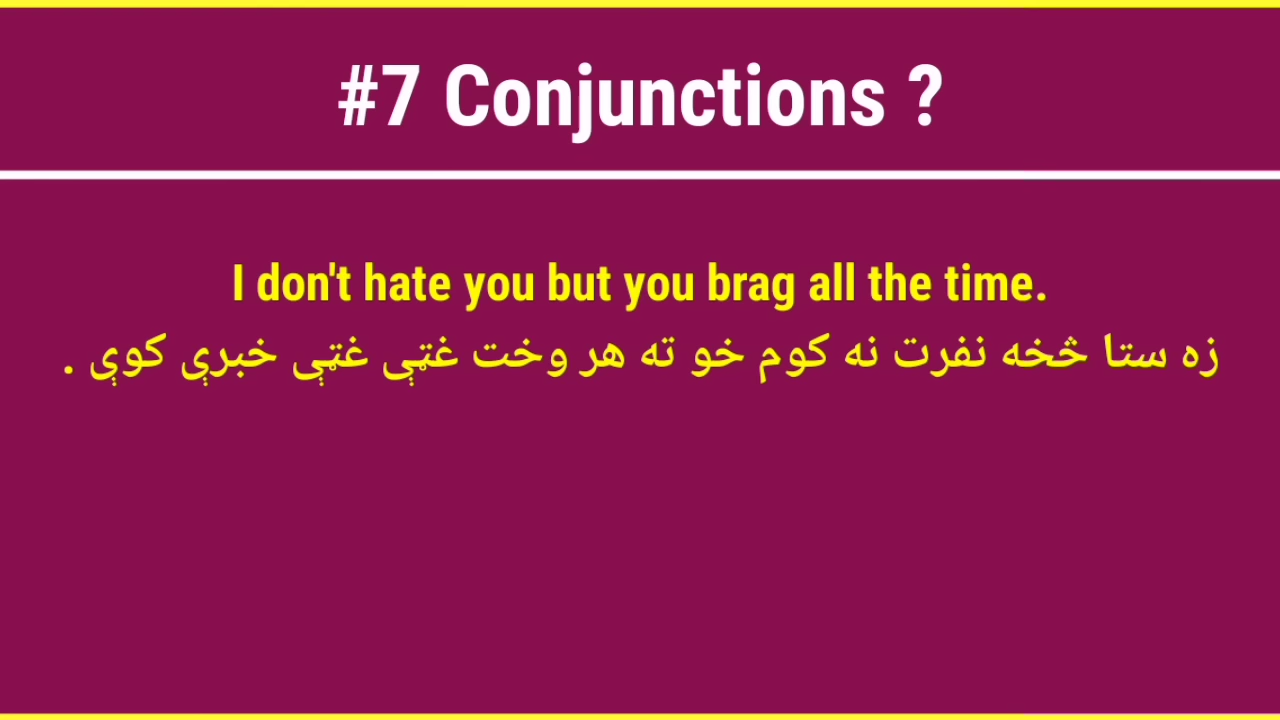 #7 Conjunctions ?
I don't hate you but you brag all the time.
زه ستا څخه نفرت نه کوم خو ته هر وخت غټې غټې خبرې کوې .